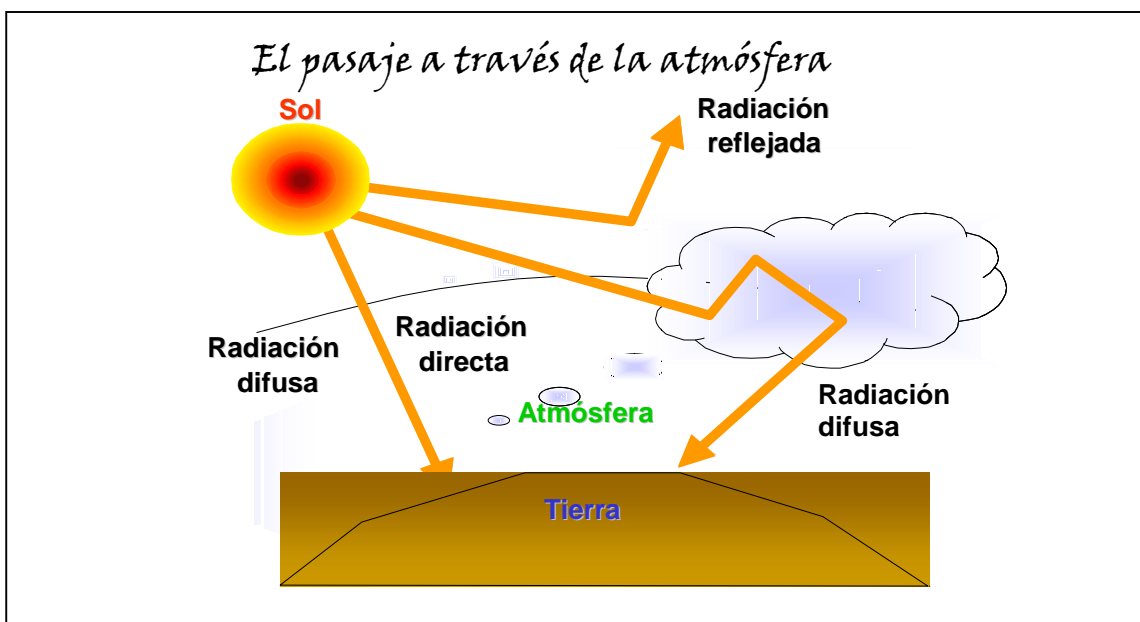 El pasaje a través de la atmósfera
Sol
Radiación
reflejada
Radiación
difusa
Radiación
directa
Atmósfera
Radiación
difusa
Tierra